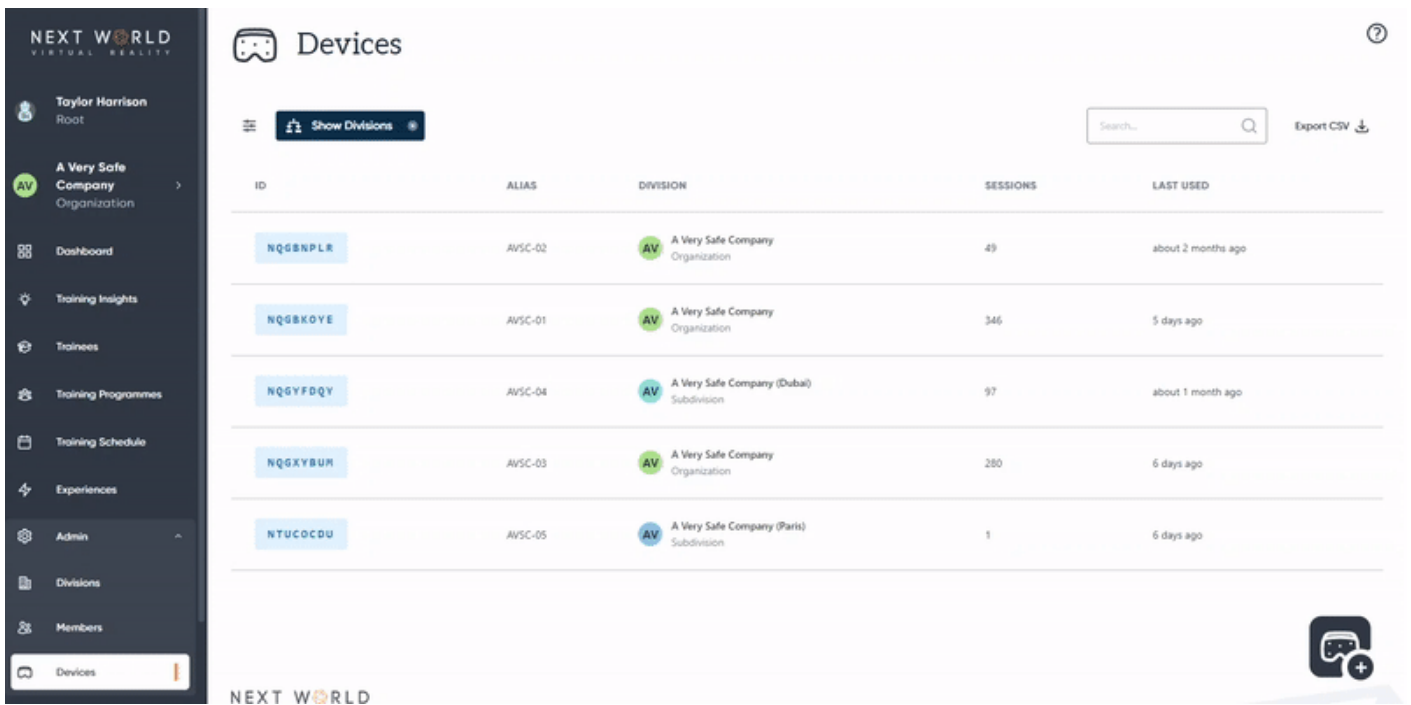 NEXT WORLD
VIRTUAL REALITY
Taylor Harrison
Root
AV
A Very Safe
Company
Organization
Dashboard
Training Insights
Trainees
Training Programmes
Training Schedule
Experiences
Admin
Divisions
Members
Devices
Devices
?
Show Divisions
Search...
Export CSV
ID ALIAS DIVISION SESSIONS LAST USED
NQGBNPLR AVSC-02 AV A Very Safe Company 49 about 2 months ago
Organization
NQGBKOYE AVSC-01 AV A Very Safe Company 346 5 days ago
Organization
NQGYFDQY AVSC-04 AV A Very Safe Company (Dubai) 97 about 1 month ago
Subdivision
NQGXYBUM AVSC-03 AV A Very Safe Company 280 6 days ago
Organization
NTUCOCDU AVSC-05 AV A Very Safe Company (Paris) 1 6 days ago
Subdivision
NEXT WORLD